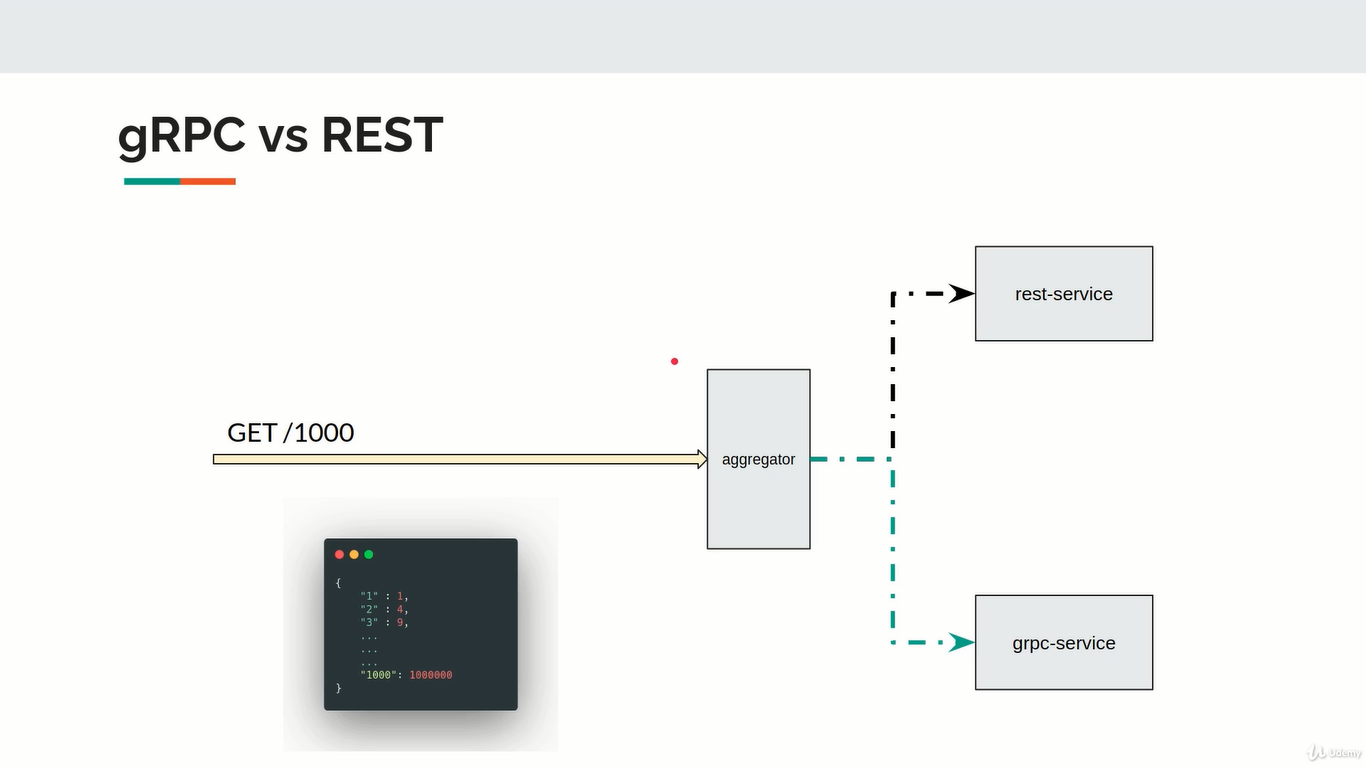 gRPC vs REST
rest-service
GET /1000
aggregator
{
"1" : 1,
"2" : 4,
"3" : 9,
...
...
...
"1000": 1000000
}
grpc-service
Udemy